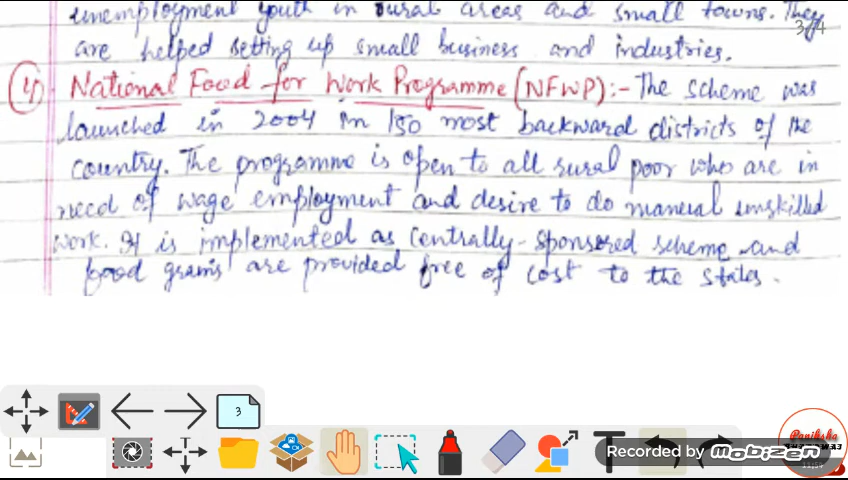 unemployment youth in rural areas and small towns. They
3/4
are helped setting up small business and industries.
4) National Food for Work Programme (NFWP):- The scheme was
launched in 2004 in 150 most backward districts of the
country. The programme is open to all rural poor who are in
need of wage employment and desire to do manual unskilled
work. It is implemented as centrally-sponsored scheme and
food grains are provided free of cost to the states.
3
Recorded by mobizen